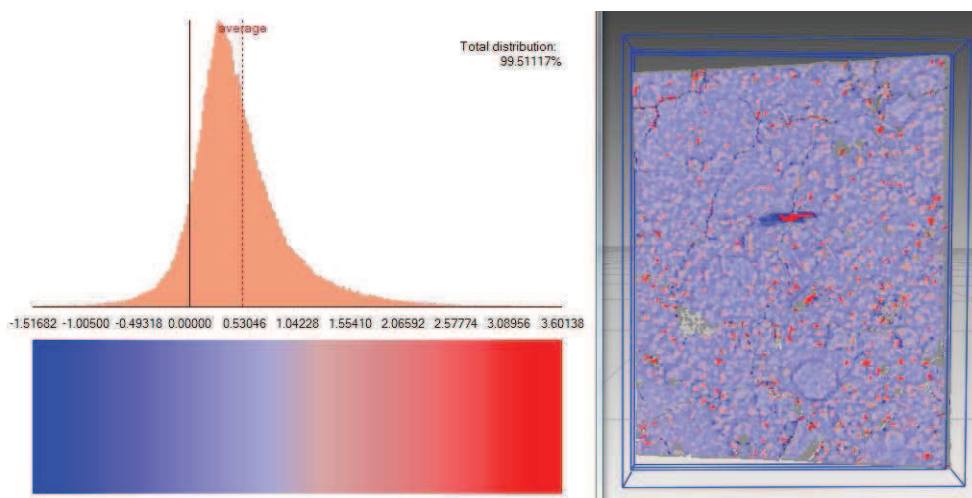 average
Total distribution:
99.51117%
-1.51682 -1.00500 -0.49318 0.00000 0.53046 1.04228 1.55410 2.06592 2.57774 3.08956 3.60138